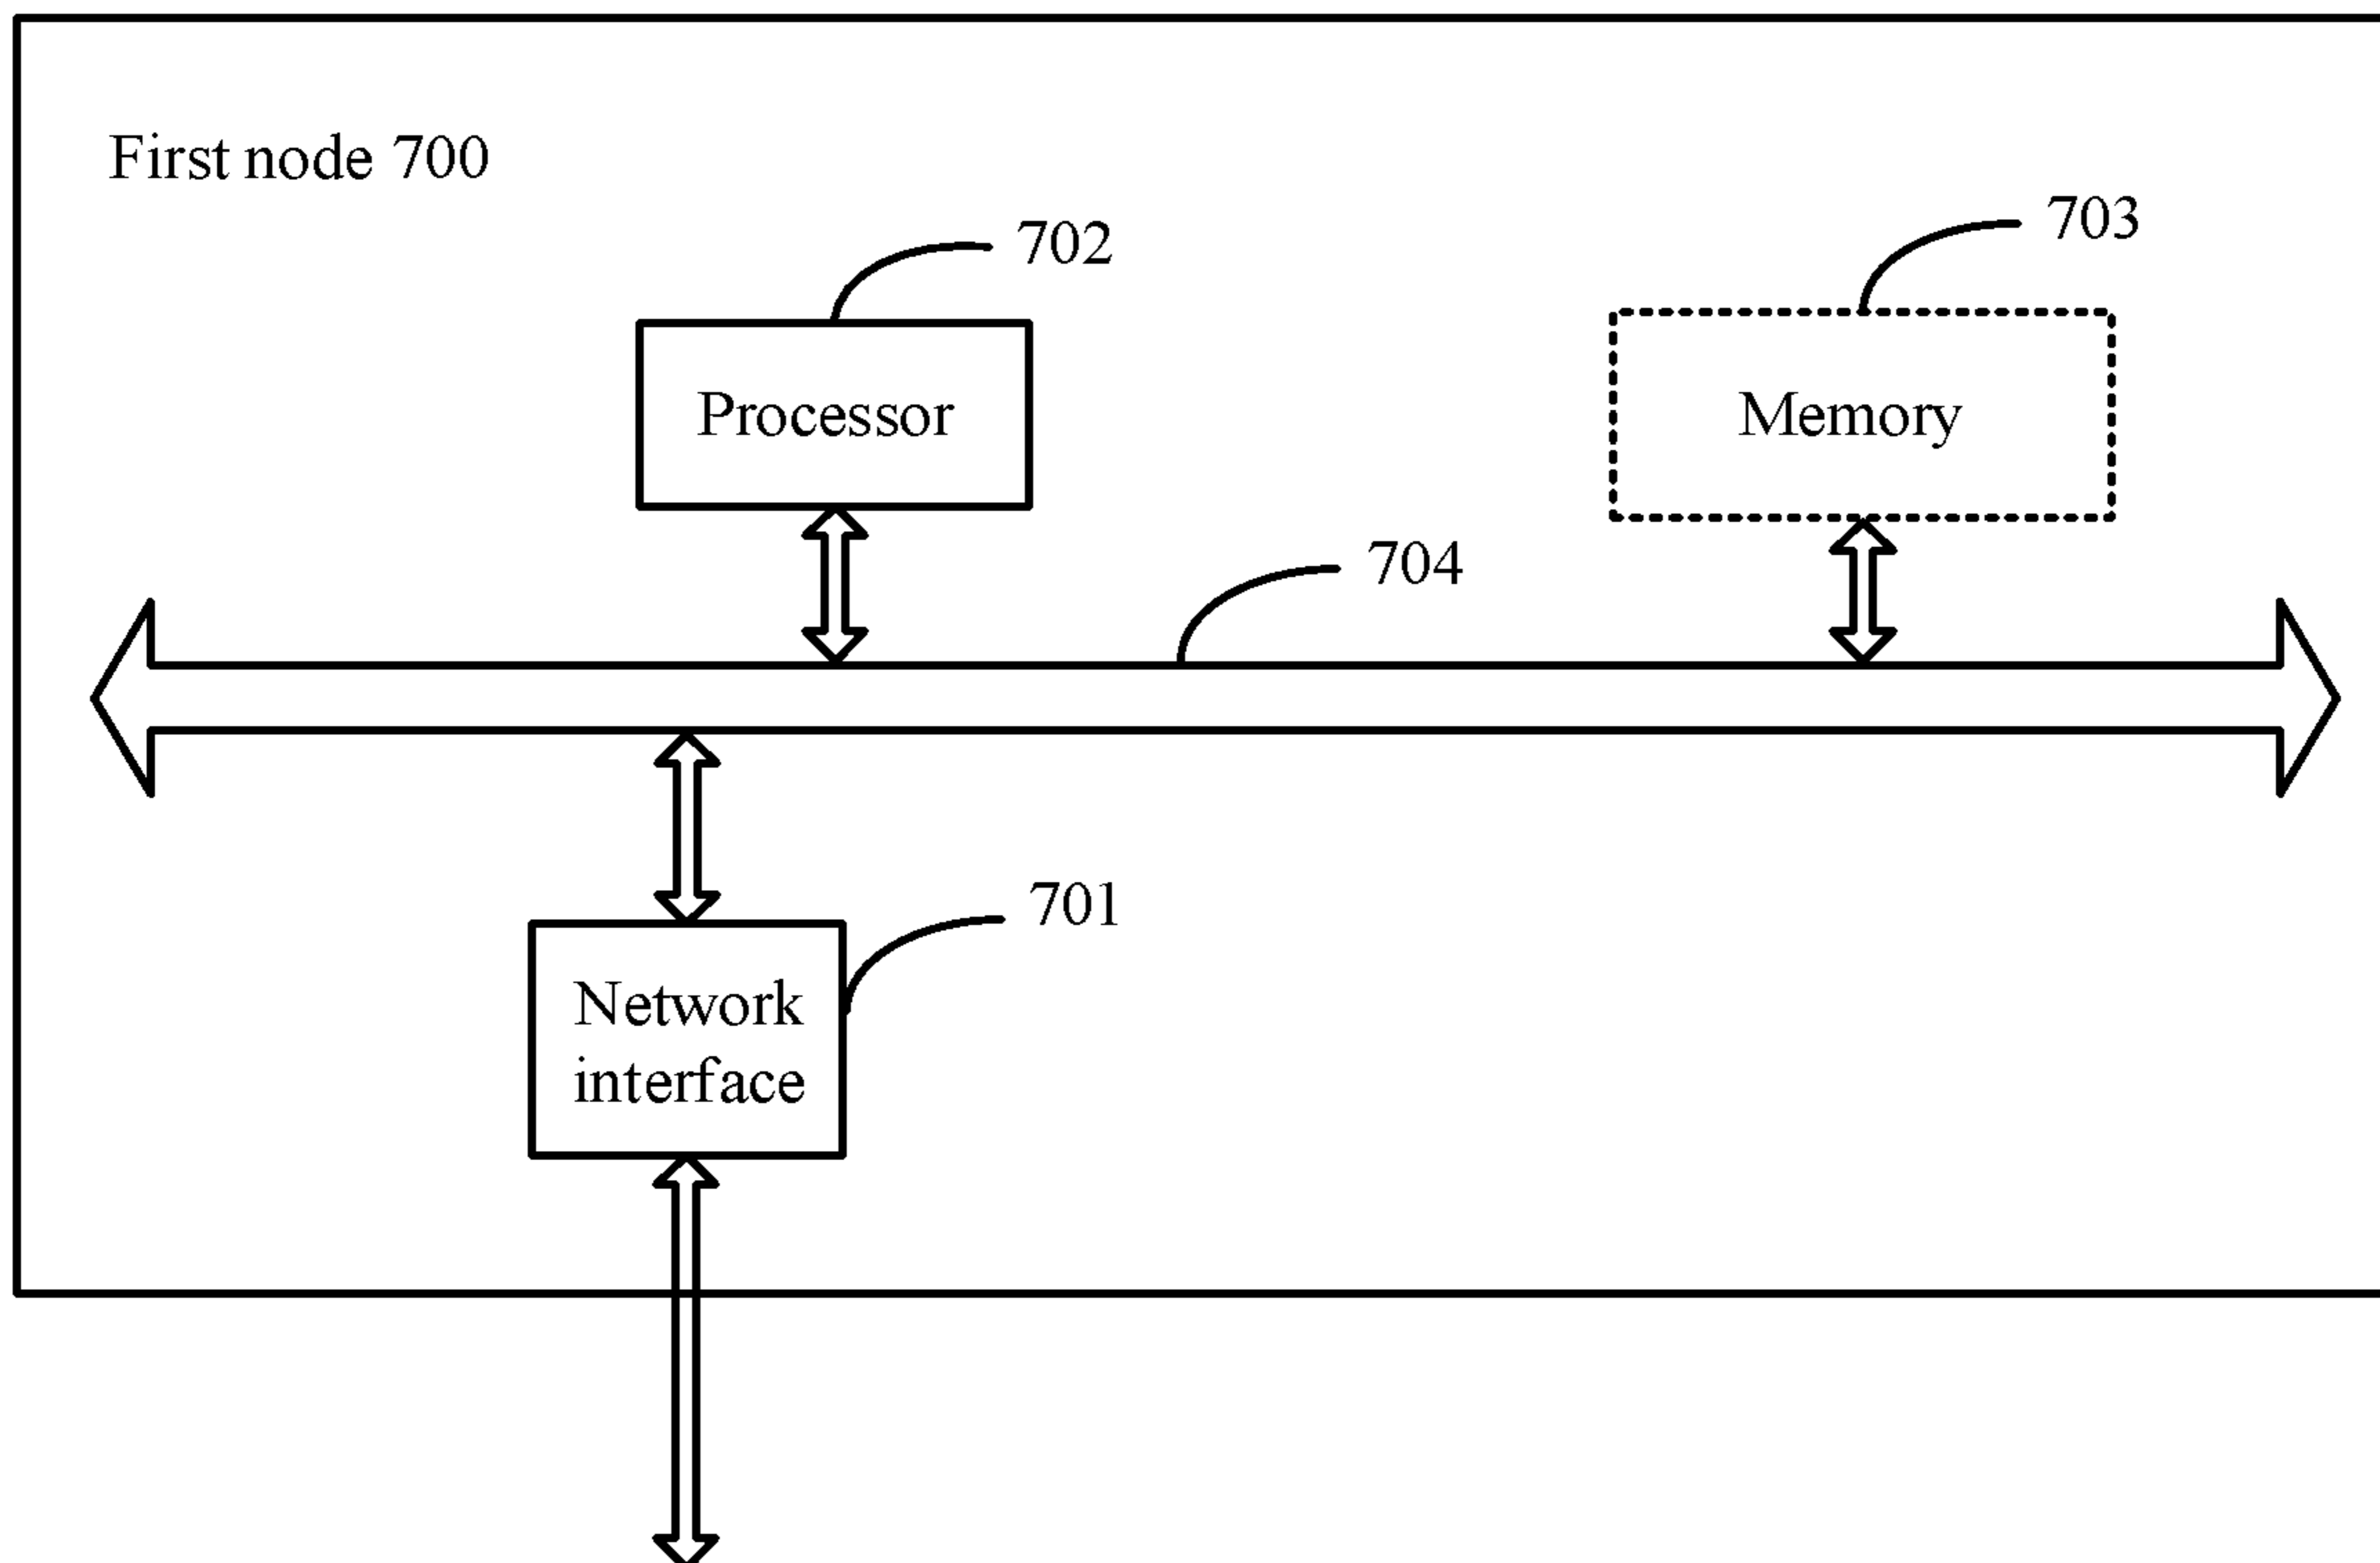 First node 700
702
703
Processor
Memory
704
701
Network
interface